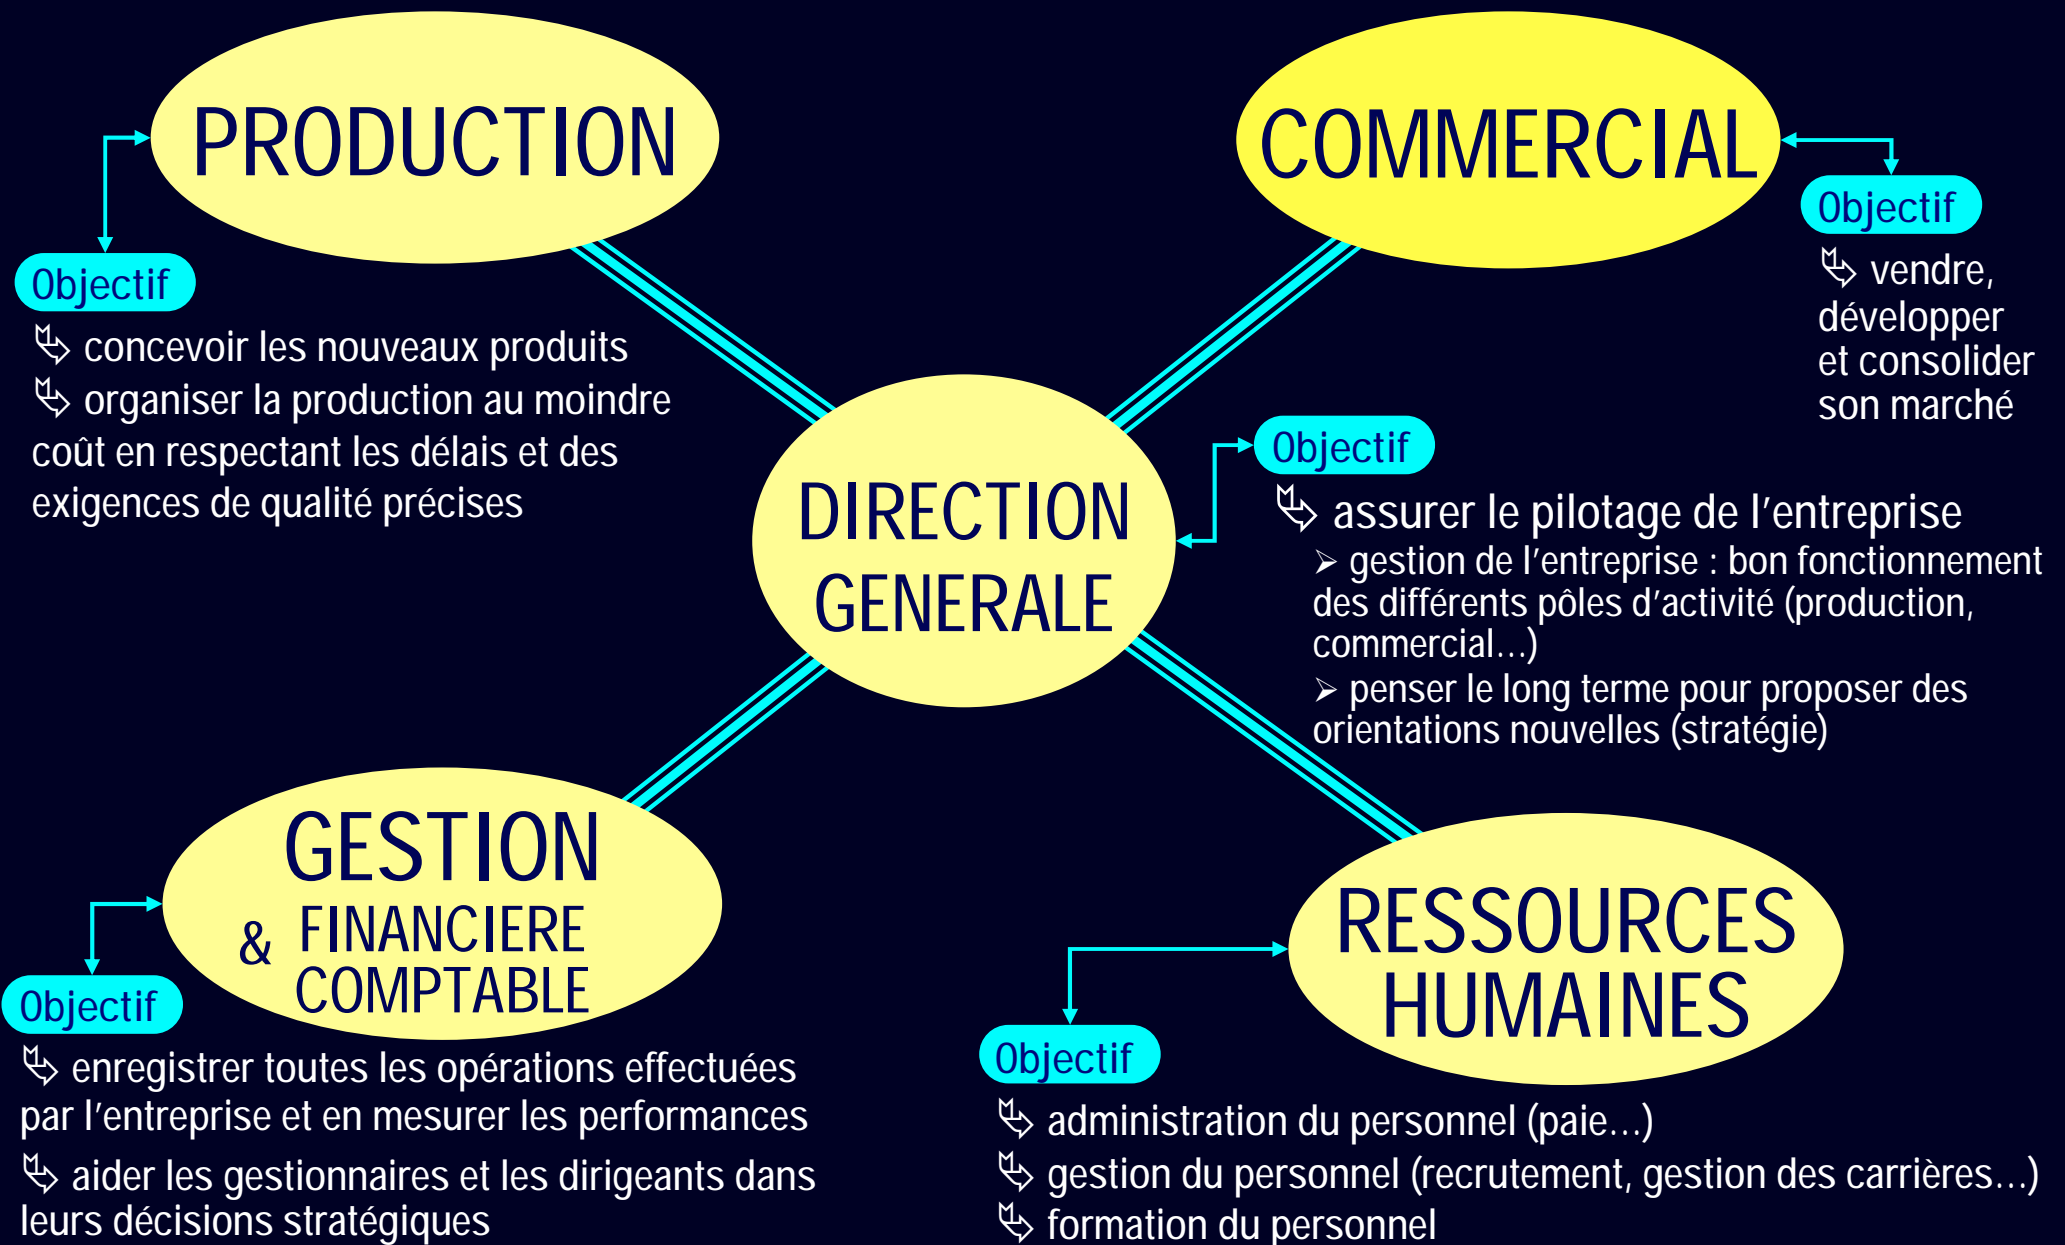 PRODUCTION
Objectif
concevoir les nouveaux produits
organiser la production au moindre
coût en respectant les délais et des
exigences de qualité précises
COMMERCIAL
Objectif
vendre,
développer
et consolider
son marché
DIRECTION
GENERALE
Objectif
assurer le pilotage de l’entreprise
➢ gestion de l’entreprise : bon fonctionnement
des différents pôles d’activité (production,
commercial…)
➢ penser le long terme pour proposer des
orientations nouvelles (stratégie)
GESTION
& FINANCIERE
COMPTABLE
Objectif
enregistrer toutes les opérations effectuées
par l’entreprise et en mesurer les performances
aider les gestionnaires et les dirigeants dans
leurs décisions stratégiques
RESSOURCES
HUMAINES
Objectif
administration du personnel (paie…)
gestion du personnel (recrutement, gestion des carrières…)
formation du personnel